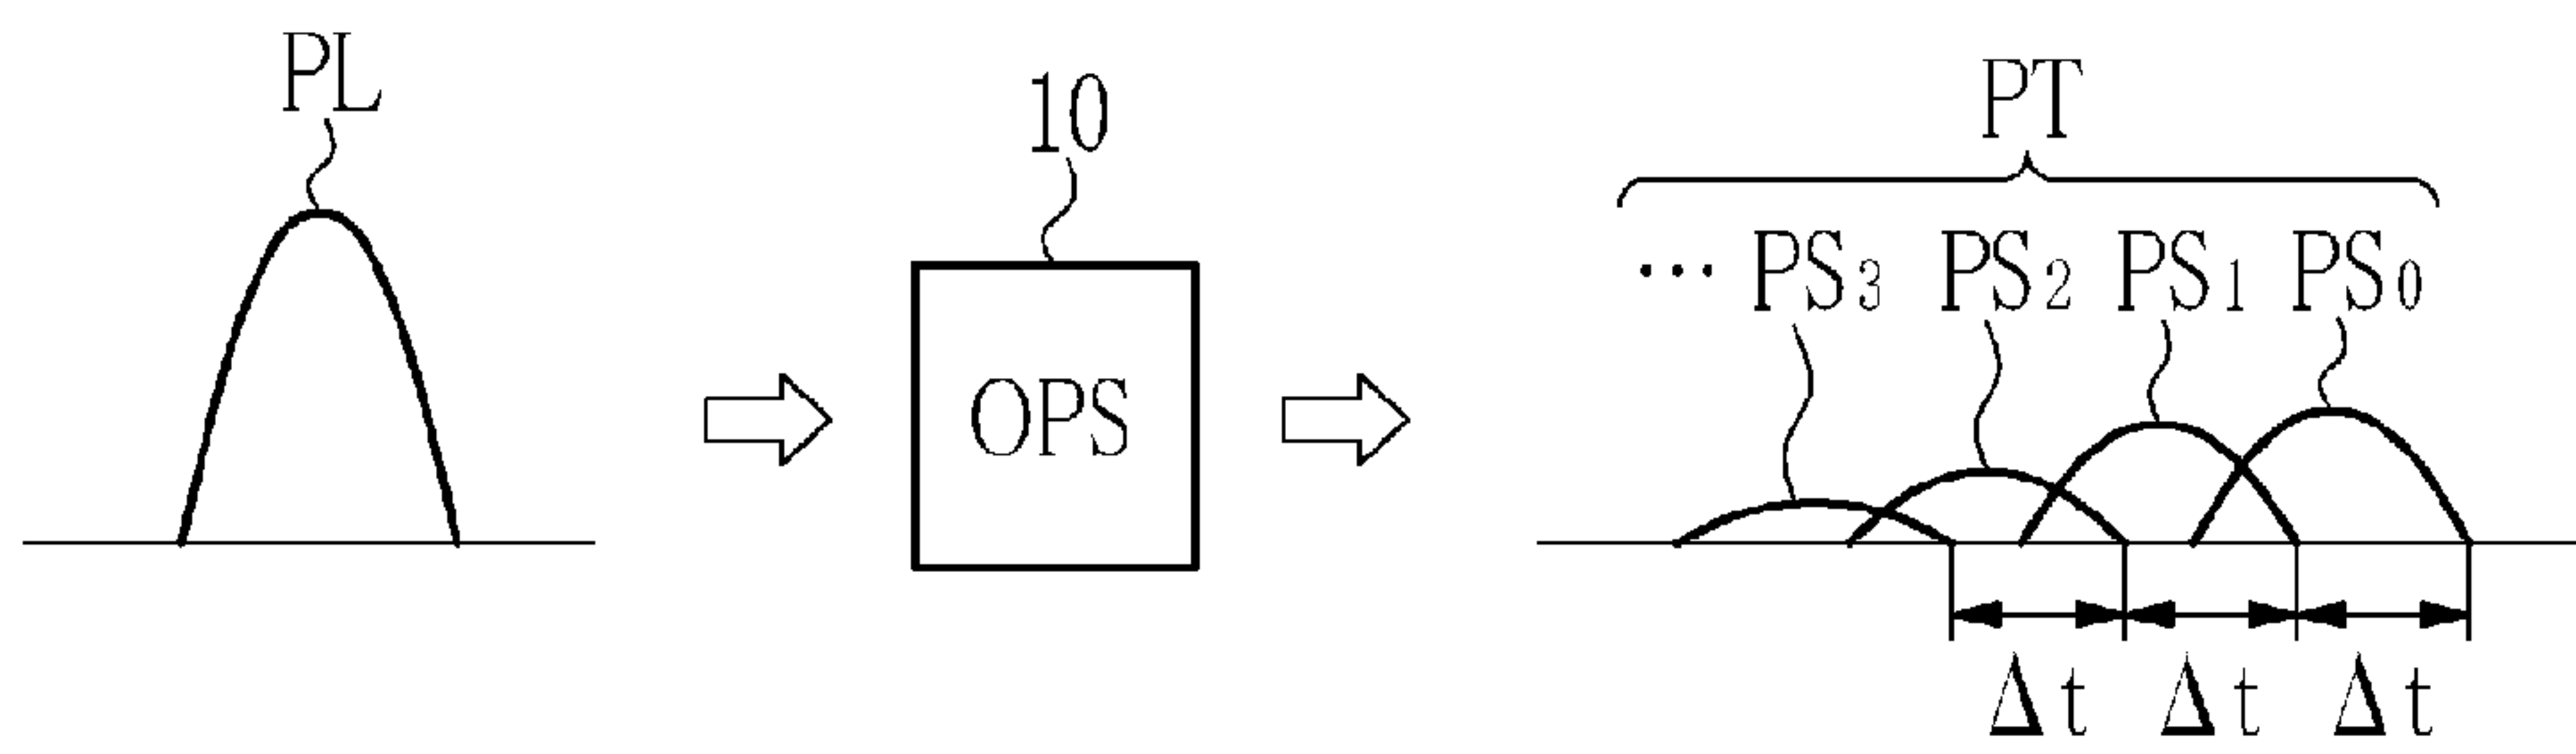 PL
10
OPS
PT
··· PS₃ PS₂ PS₁ PS₀
Δt Δt Δt